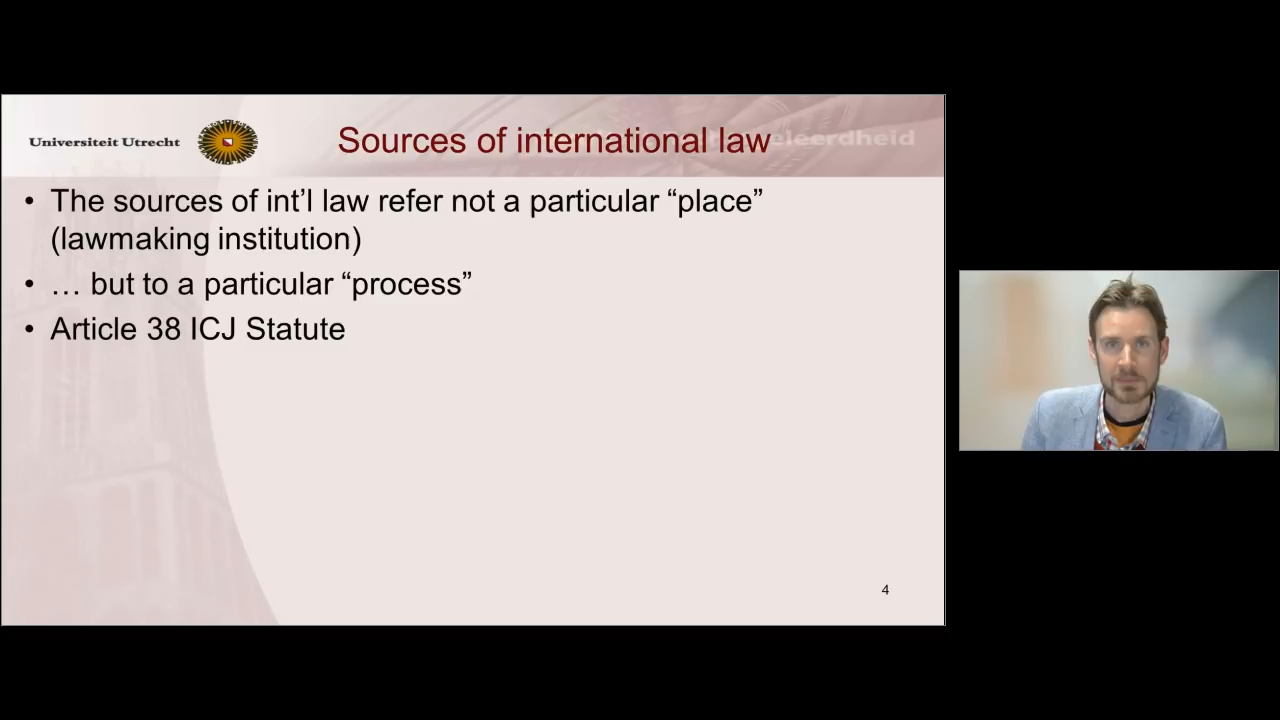 Universiteit Utrecht
Sources of international law
eleerdheid
• The sources of int’l law refer not a particular “place”
(lawmaking institution)
• … but to a particular “process”
• Article 38 ICJ Statute
4